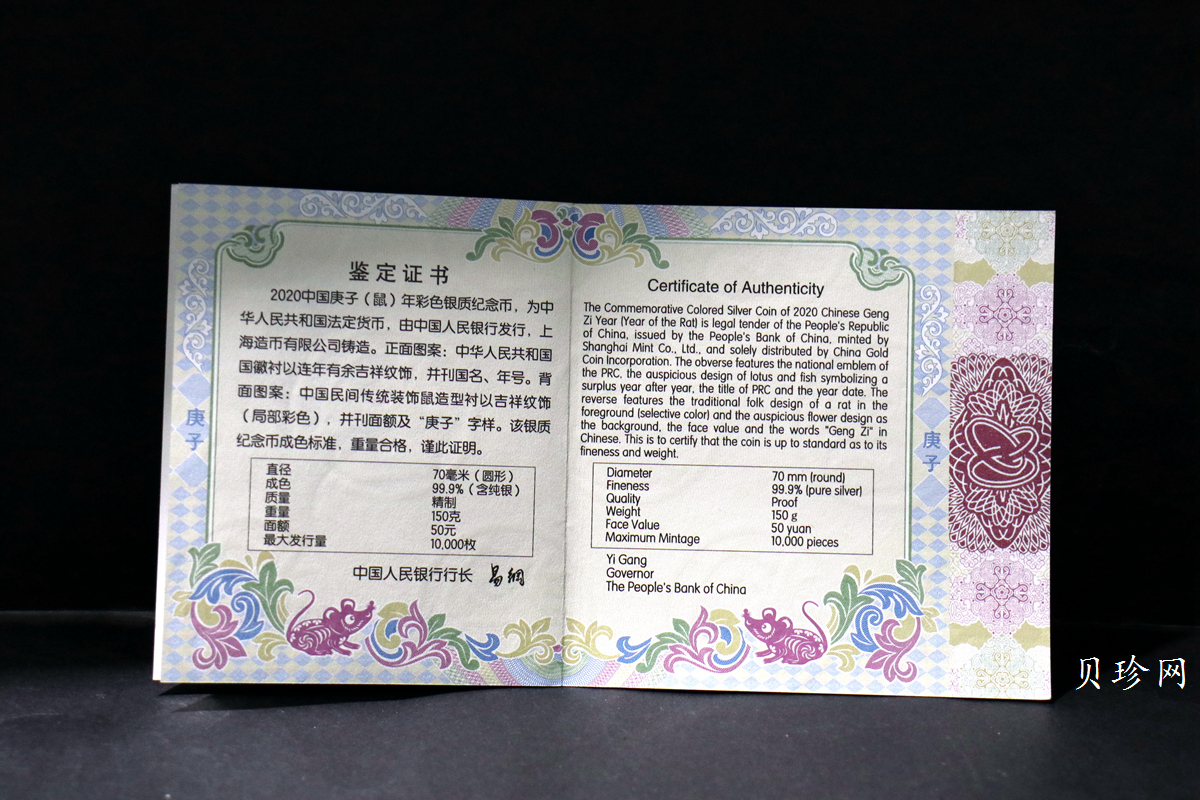 鉴定证书
2020中国庚子（鼠）年彩色银质纪念币，为中
华人民共和国法定货币，由中国人民银行发行，上
海造币有限公司铸造。正面图案：中华人民共和国
国徽衬以连年有余吉祥纹饰，并刊国名、年号。背
面图案：中国民间传统装饰鼠造型衬以吉祥纹饰
（局部彩色），并刊面额及“庚子”字样。该银质
纪念币成色标准，重量合格，谨此证明。
直径 70毫米（圆形）
成色 99.9%（含纯银）
质量 精制
重量 150克
面额 50元
最大发行量 10,000枚
中国人民银行行长 易纲
庚子
Certificate of Authenticity
The Commemorative Colored Silver Coin of 2020 Chinese Geng
Zi Year (Year of the Rat) is legal tender of the People's Republic
of China, issued by the People's Bank of China, minted by
Shanghai Mint Co., Ltd., and solely distributed by China Gold
Coin Incorporation. The obverse features the national emblem of
the PRC, the auspicious design of lotus and fish symbolizing a
surplus year after year, the title of PRC and the year date. The
reverse features the traditional folk design of a rat in the
foreground (selective color) and the auspicious flower design as
the background, the face value and the words "Geng Zi" in
Chinese. This is to certify that the coin is up to standard as to its
fineness and weight.
Diameter 70 mm (round)
Fineness 99.9% (pure silver)
Quality Proof
Weight 150 g
Face Value 50 yuan
Maximum Mintage 10,000 pieces
Yi Gang
Governor
The People's Bank of China
庚子
贝珍网